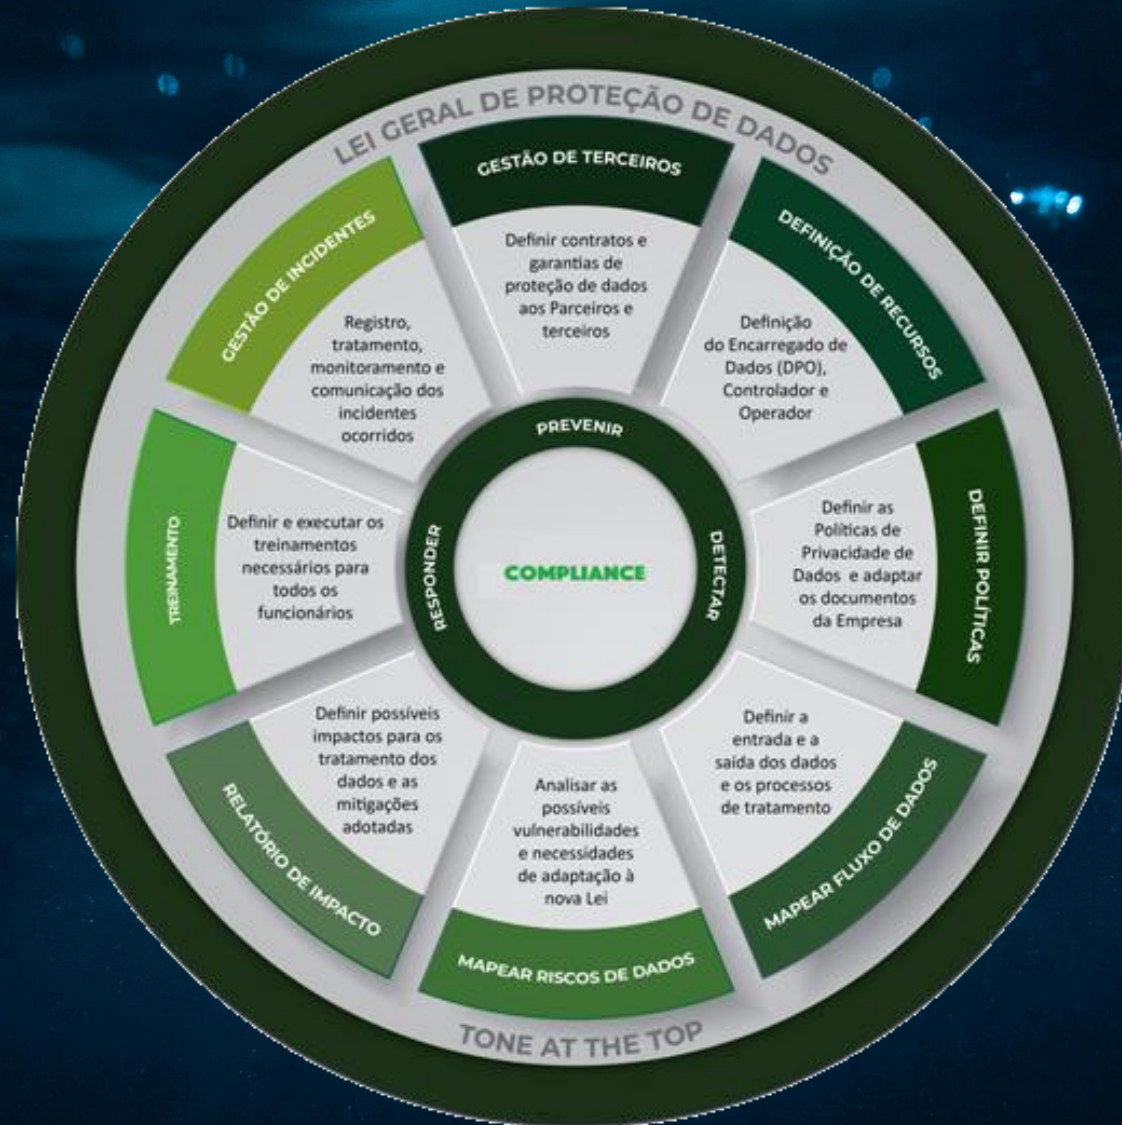 LEI GERAL DE PROTEÇÃO DE DADOS
GESTÃO DE TERCEIROS
Definir contratos e
garantias de
proteção de dados
aos Parceiros e
terceiros
DEFINIÇÃO DE RECURSOS
Definição
do Encarregado de
Dados (DPO),
Controlador e
Operador
DEFINIR POLÍTICAS
Definir as
Políticas de
Privacidade de
Dados e adaptar
os documentos
da Empresa
MAPEAR FLUXO DE DADOS
Definir a
entrada e a
saída dos dados
e os processos
de tratamento
MAPEAR RISCOS DE DADOS
Analisar as
possíveis
vulnerabilidades
e necessidades
de adaptação à
nova Lei
RELATÓRIO DE IMPACTO
Definir possíveis
impactos para os
tratamento dos
dados e as
mitigações
adotadas
TREINAMENTO
Definir e executar os
treinamentos
necessários para
todos os
funcionários
GESTÃO DE INCIDENTES
Registro,
tratamento,
monitoramento e
comunicação dos
incidentes
ocorridos
PREVENIR
DETECTAR
RESPONDER
COMPLIANCE
TONE AT THE TOP